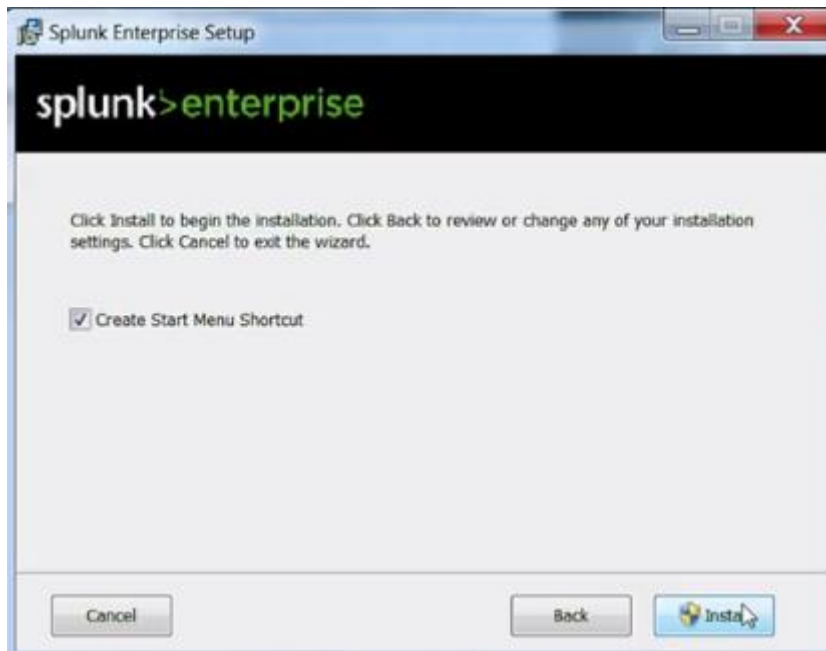 Splunk Enterprise Setup
splunk>enterprise
Click Install to begin the installation. Click Back to review or change any of your installation
settings. Click Cancel to exit the wizard.
Create Start Menu Shortcut
Cancel
Back
Install